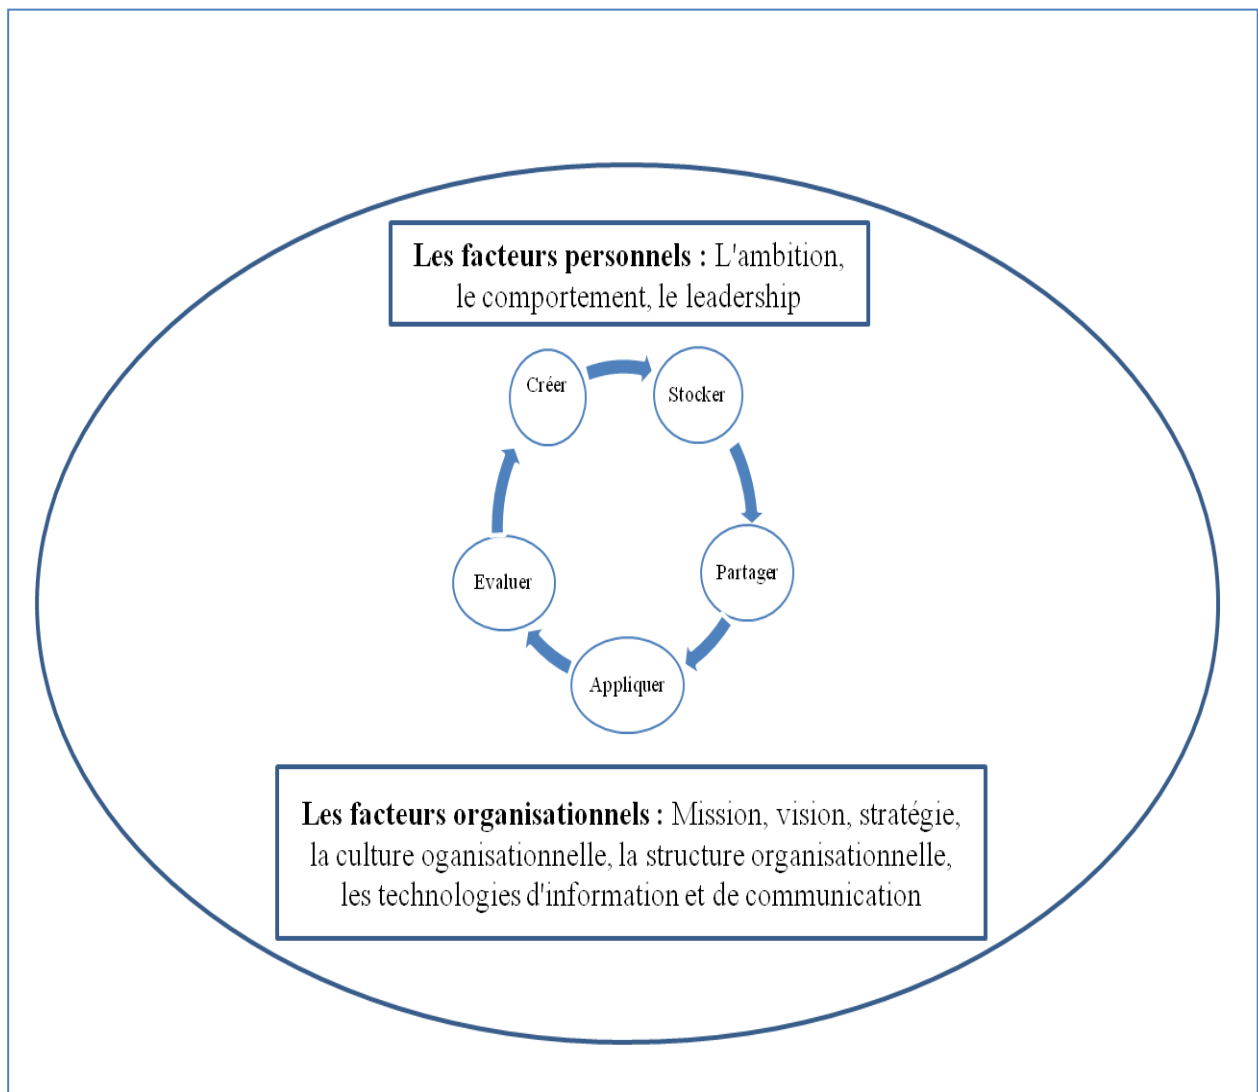 Les facteurs personnels : L'ambition,
le comportement, le leadership
Créer
Stocker
Partager
Appliquer
Evaluer
Les facteurs organisationnels : Mission, vision, stratégie,
la culture oganisationnelle, la structure organisationnelle,
les technologies d'information et de communication